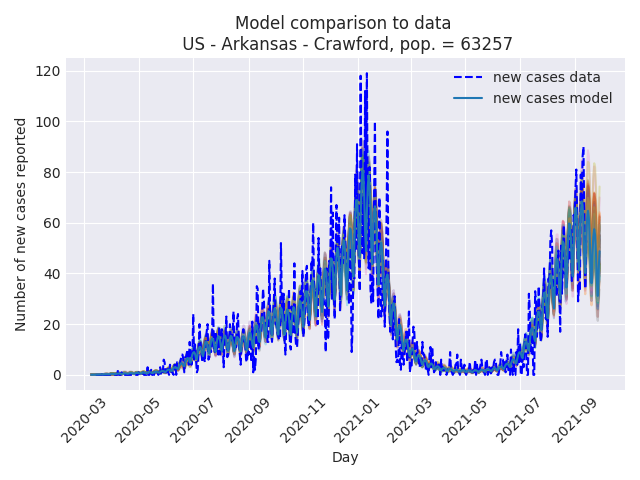 Model comparison to data
US - Arkansas - Crawford, pop. = 63257
120
100
80
60
40
20
0
Number of new cases reported
new cases data
new cases model
2020-03
2020-05
2020-07
2020-09
2020-11
2021-01
2021-03
2021-05
2021-07
2021-09
Day